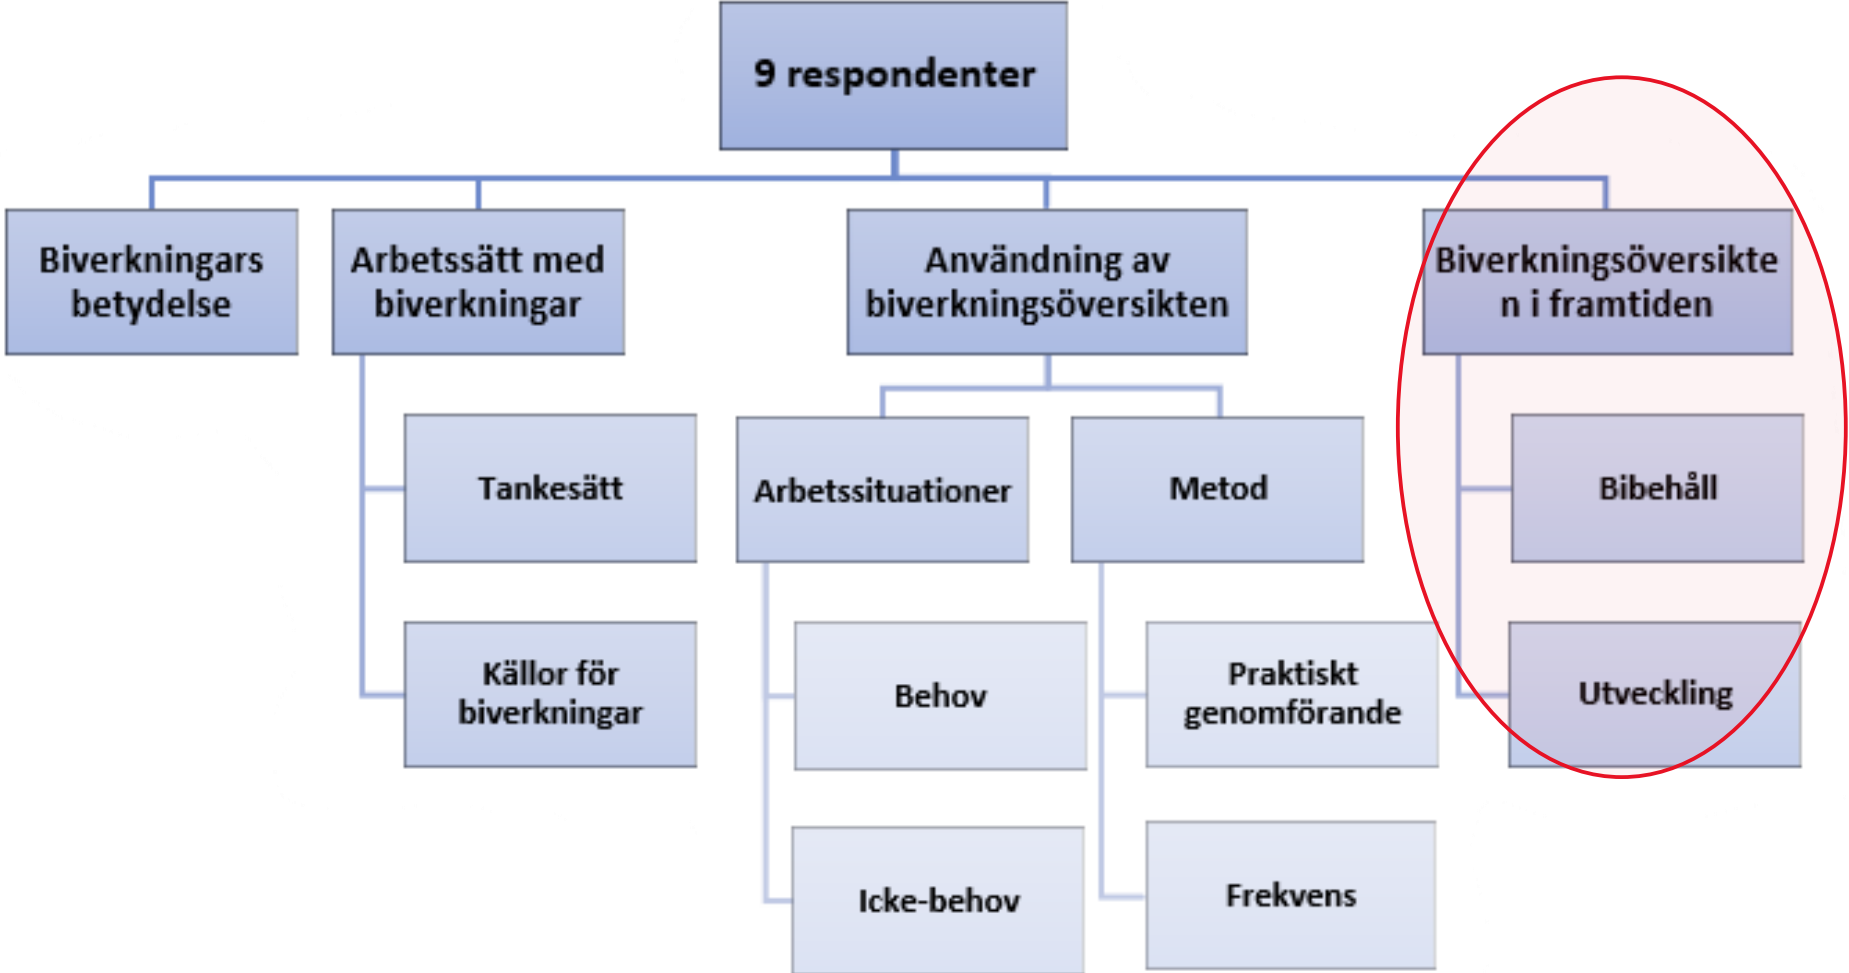 9 respondenter
Biverkningars
betydelse
Arbetssätt med
biverkningar
Användning av
biverkningsöversikten
Biverkningsöversikte
n i framtiden
Tankesätt
Källor för
biverkningar
Arbetssituationer
Metod
Behov
Icke-behov
Praktiskt
genomförande
Frekvens
Bibehåll
Utveckling